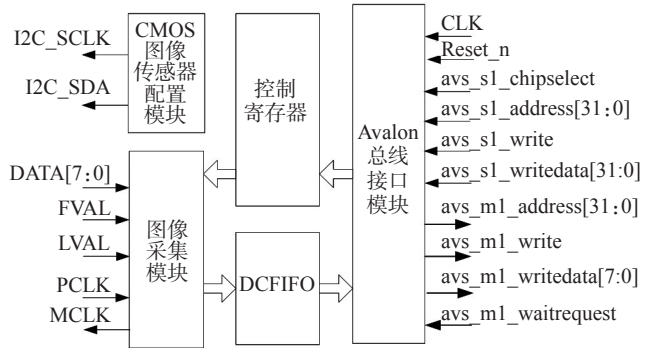 I2C_SCLK
I2C_SDA
CMOS
图像
传感器
配置
模块
控制
寄存器
Avalon
总线
接口
模块
CLK
Reset_n
avs_s1_chipselect
avs_s1_address[31:0]
avs_s1_write
avs_s1_writedata[31:0]
avs_m1_address[31:0]
avs_m1_write
avs_m1_writedata[7:0]
avs_m1_waitrequest
DATA[7:0]
FVAL
LVAL
PCLK
MCLK
图像
采集
模块
DCFIFO